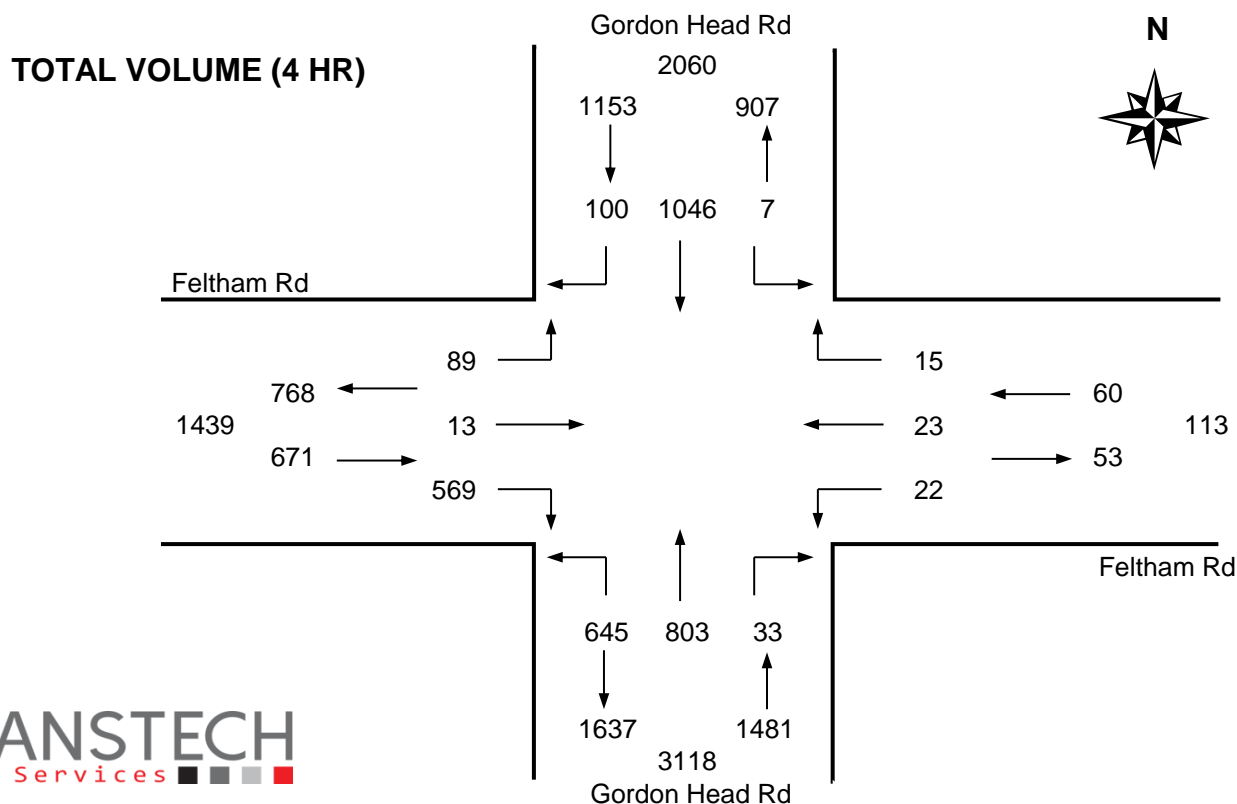 Gordon Head Rd
N
TOTAL VOLUME (4 HR)
2060
1153 907
100 1046 7
Feltham Rd
89 15
768 60
1439 13 23 113
671 53
569 22
Feltham Rd
645 803 33
1637 1481
3118
ANSTECH
Services
Gordon Head Rd